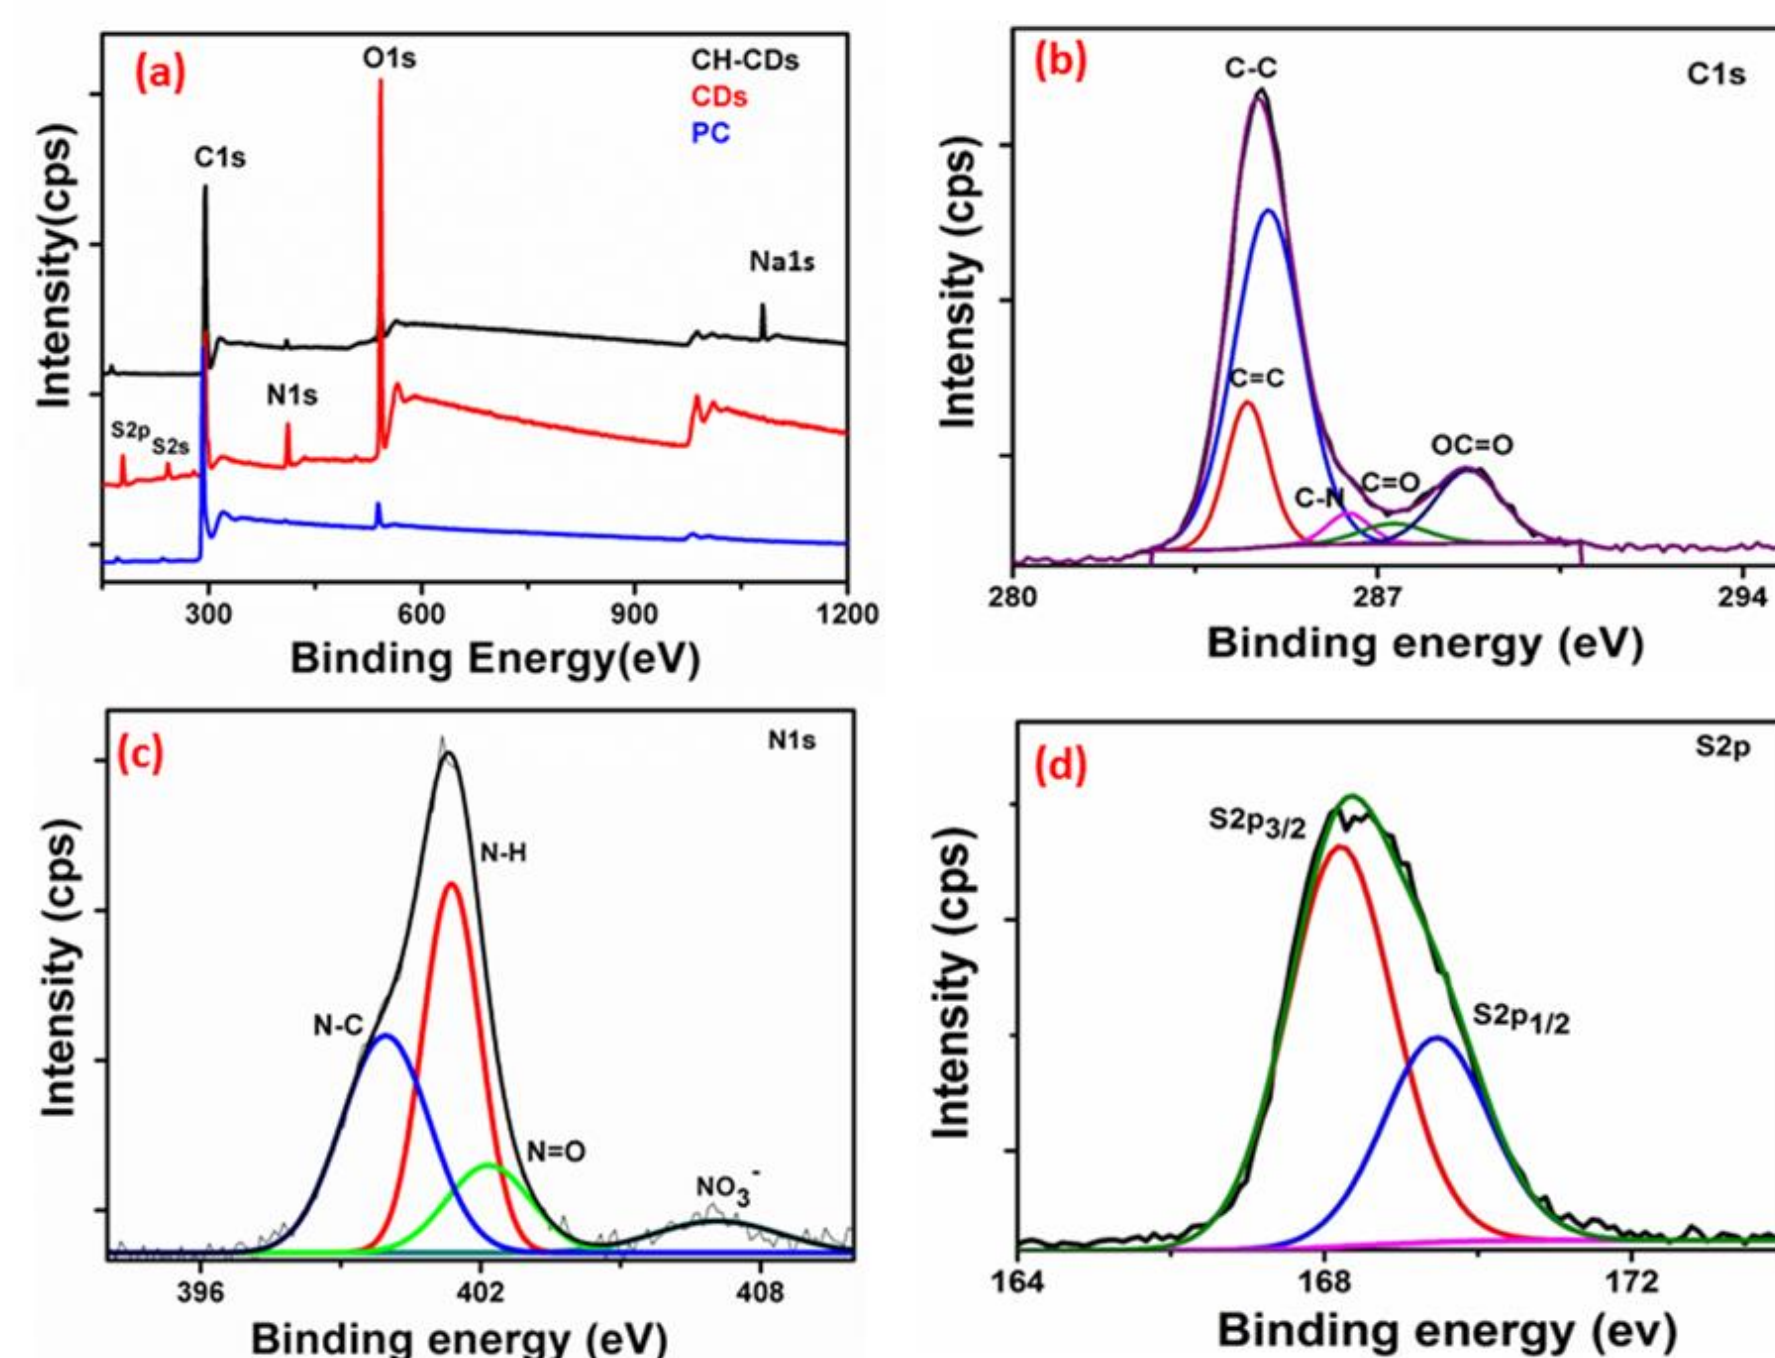 (a)
O1s
CH-CDs
CDs
PC
C1s
Na1s
N1s
S2p
S2s
Intensity(cps)
300 600 900 1200
Binding Energy(eV)
(b)
C-C
C1s
C=C
C-N
C=O
OC=O
Intensity (cps)
280 287 294
Binding energy (eV)
(c)
N1s
N-H
N-C
N=O
NO3-
Intensity (cps)
396 402 408
Binding energy (eV)
(d)
S2p
S2p3/2
S2p1/2
Intensity (cps)
164 168 172
Binding energy (ev)